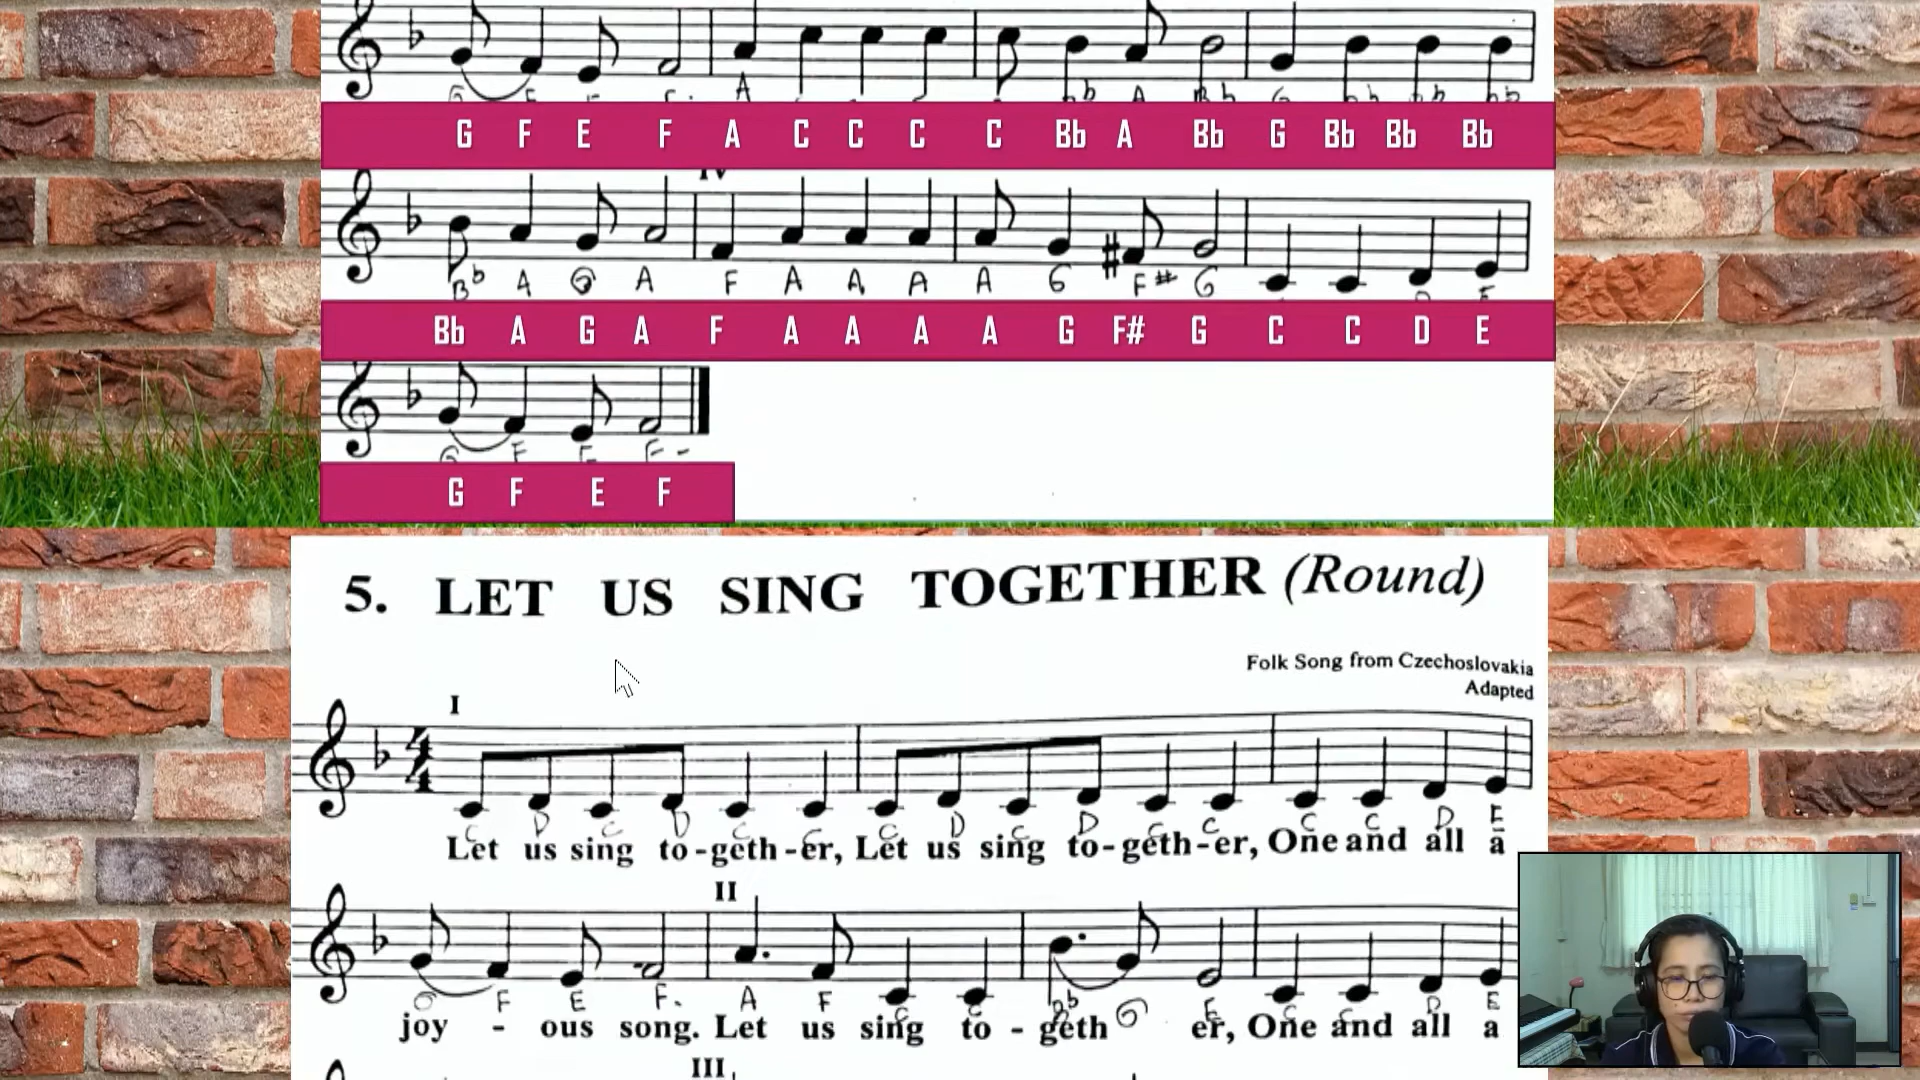 G F E F A C C C C Bb A Bb G Bb Bb Bb
Bb A G A F A A A A G F# G C C D E
Bb A G A F A A A A G F# G C C D E
G F E F
5. LET US SING TOGETHER (Round)
Folk Song from Czechoslovakia
Adapted
I
C D C D C C C D C D C C C C D E
Let us sing to-geth-er, Let us sing to-geth-er, One and all a
II
G F E F. A F C C Bb G E C C D E
joy - ous song. Let us sing to - geth er, One and all a
III